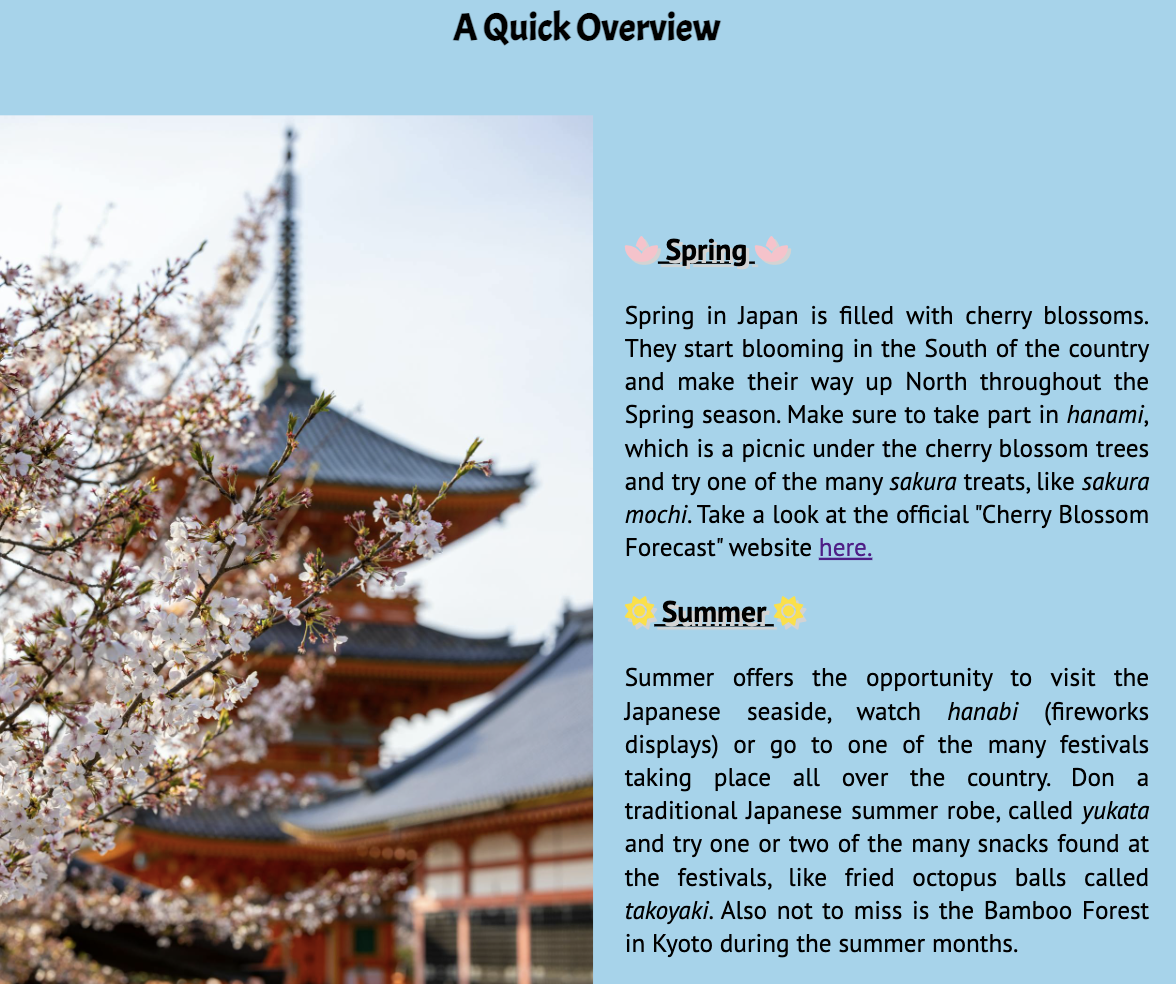 A Quick Overview
Spring
Spring in Japan is filled with cherry blossoms.
They start blooming in the South of the country
and make their way up North throughout the
Spring season. Make sure to take part in hanami,
which is a picnic under the cherry blossom trees
and try one of the many sakura treats, like sakura
mochi. Take a look at the official "Cherry Blossom
Forecast" website here.
Summer
Summer offers the opportunity to visit the
Japanese seaside, watch hanabi (fireworks
displays) or go to one of the many festivals
taking place all over the country. Don a
traditional Japanese summer robe, called yukata
and try one or two of the many snacks found at
the festivals, like fried octopus balls called
takoyaki. Also not to miss is the Bamboo Forest
in Kyoto during the summer months.